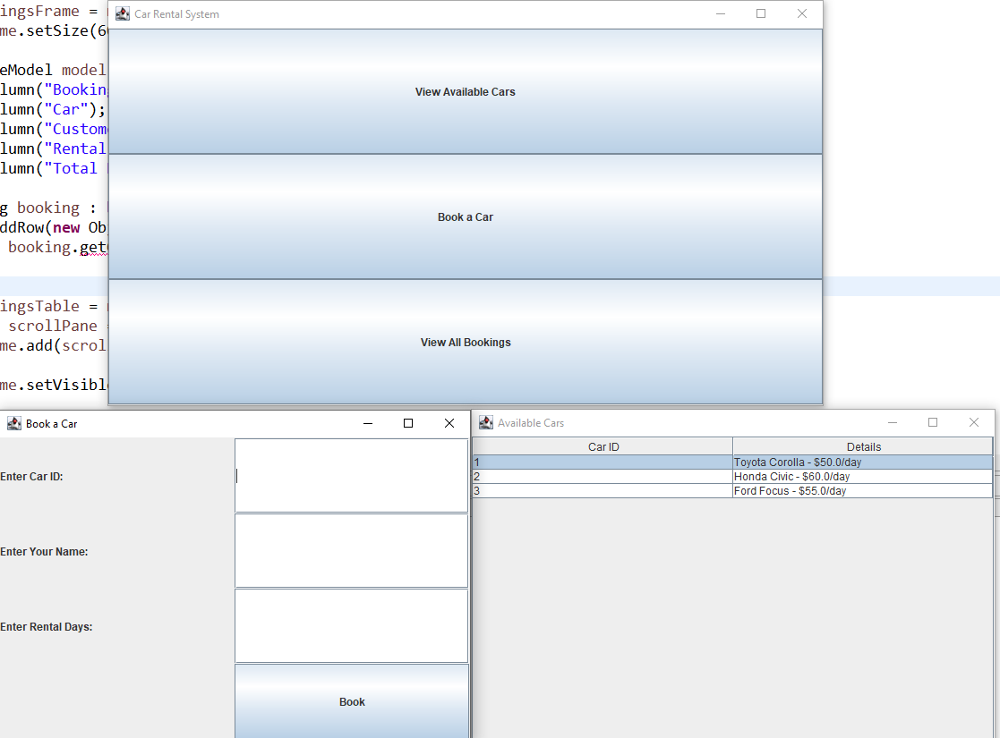 ingsFrame =
Car Rental System
me.setSize(6
eModel model
lumn("Booking
lumn("Car");
lumn("Custom
lumn("Rental
lumn("Total
View Available Cars
g booking :
ddRow(new Ob
booking.get
Book a Car
ingsTable =
scrollPane
me.add(scrol
me.setVisibl
View All Bookings
Book a Car
Enter Car ID:
Enter Your Name:
Enter Rental Days:
Book
Available Cars
Car ID Details
1 Toyota Corolla - $50.0/day
2 Honda Civic - $60.0/day
3 Ford Focus - $55.0/day